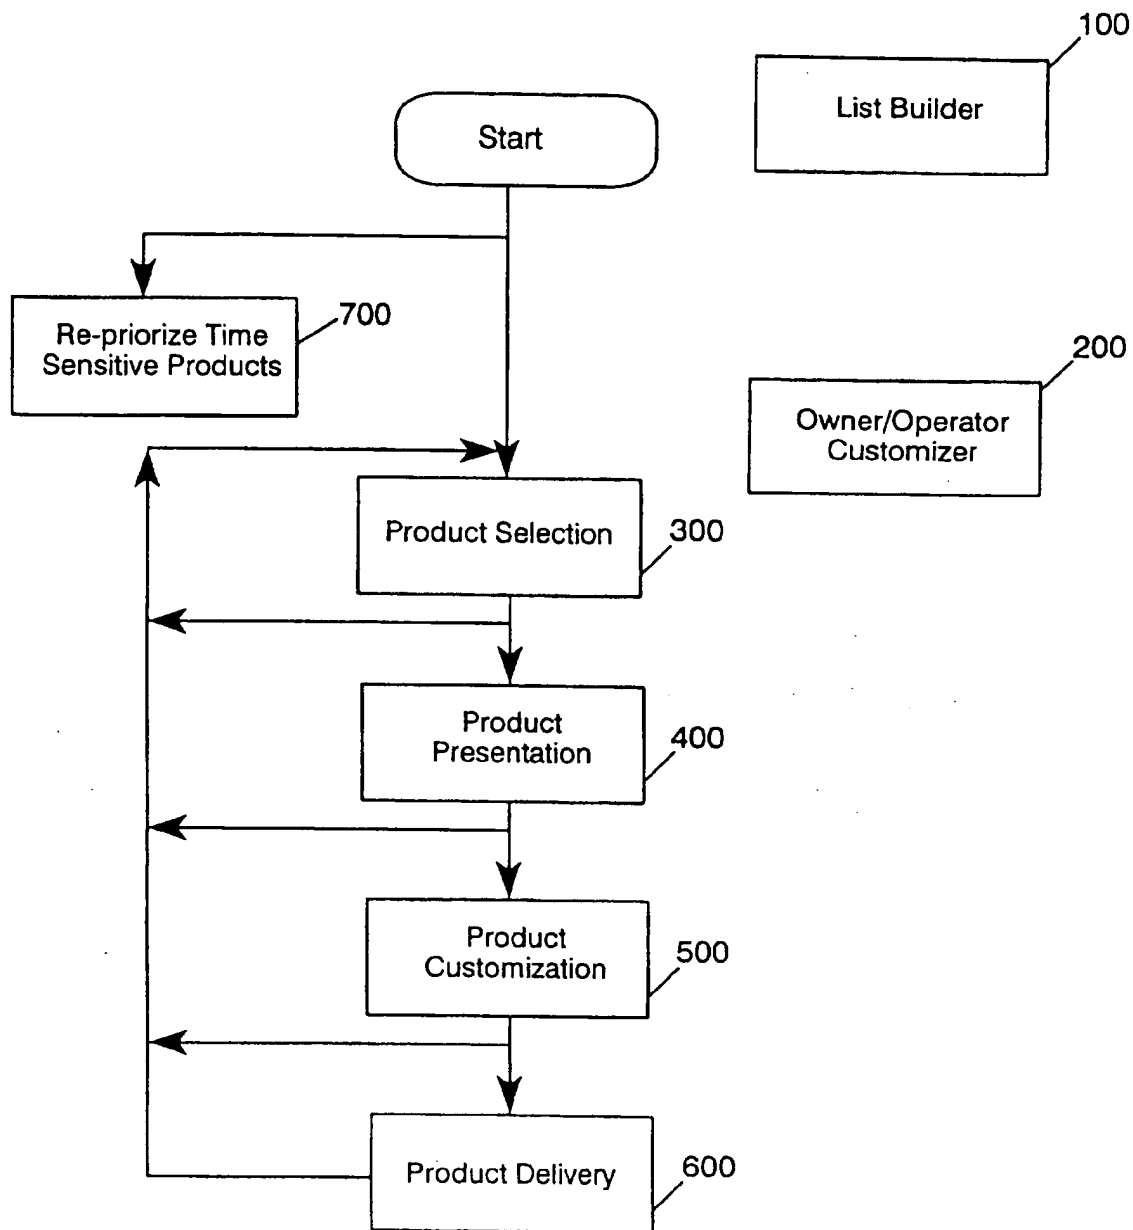 100
List Builder
Start
Re-priorize Time
Sensitive Products
700
200
Owner/Operator
Customizer
Product Selection
300
Product
Presentation
400
Product
Customization
500
Product Delivery
600